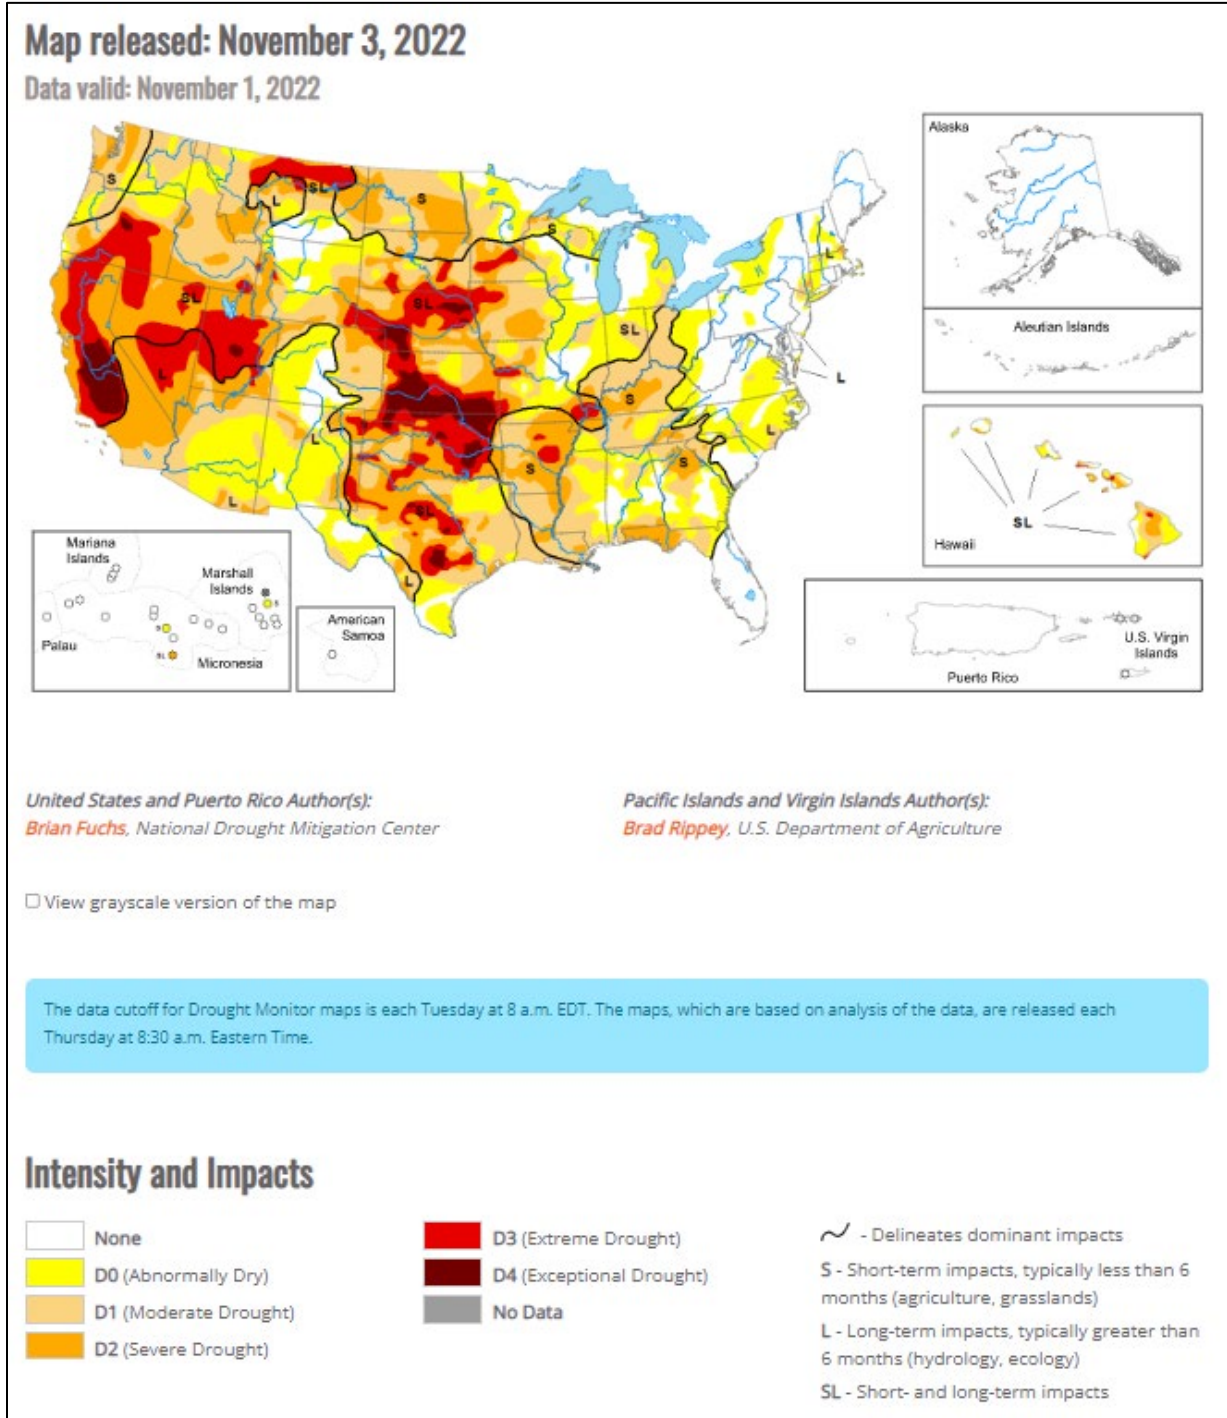 Map released: November 3, 2022
Data valid: November 1, 2022
S
SL
L
S
S
SL
SL
L
SL
L
L
S
L
L
S
S
SL
L
L
L
Alaska
Aleutian Islands
SL
Hawaii
Mariana
Islands
Marshall
Islands
S
S
SL
Palau
Micronesia
American
Samoa
U.S. Virgin
Islands
Puerto Rico
United States and Puerto Rico Author(s):
Brian Fuchs, National Drought Mitigation Center
Pacific Islands and Virgin Islands Author(s):
Brad Rippey, U.S. Department of Agriculture
View grayscale version of the map
The data cutoff for Drought Monitor maps is each Tuesday at 8 a.m. EDT. The maps, which are based on analysis of the data, are released each
Thursday at 8:30 a.m. Eastern Time.
Intensity and Impacts
None
D0 (Abnormally Dry)
D1 (Moderate Drought)
D2 (Severe Drought)
D3 (Extreme Drought)
D4 (Exceptional Drought)
No Data
- Delineates dominant impacts
S - Short-term impacts, typically less than 6
months (agriculture, grasslands)
L - Long-term impacts, typically greater than
6 months (hydrology, ecology)
SL - Short- and long-term impacts